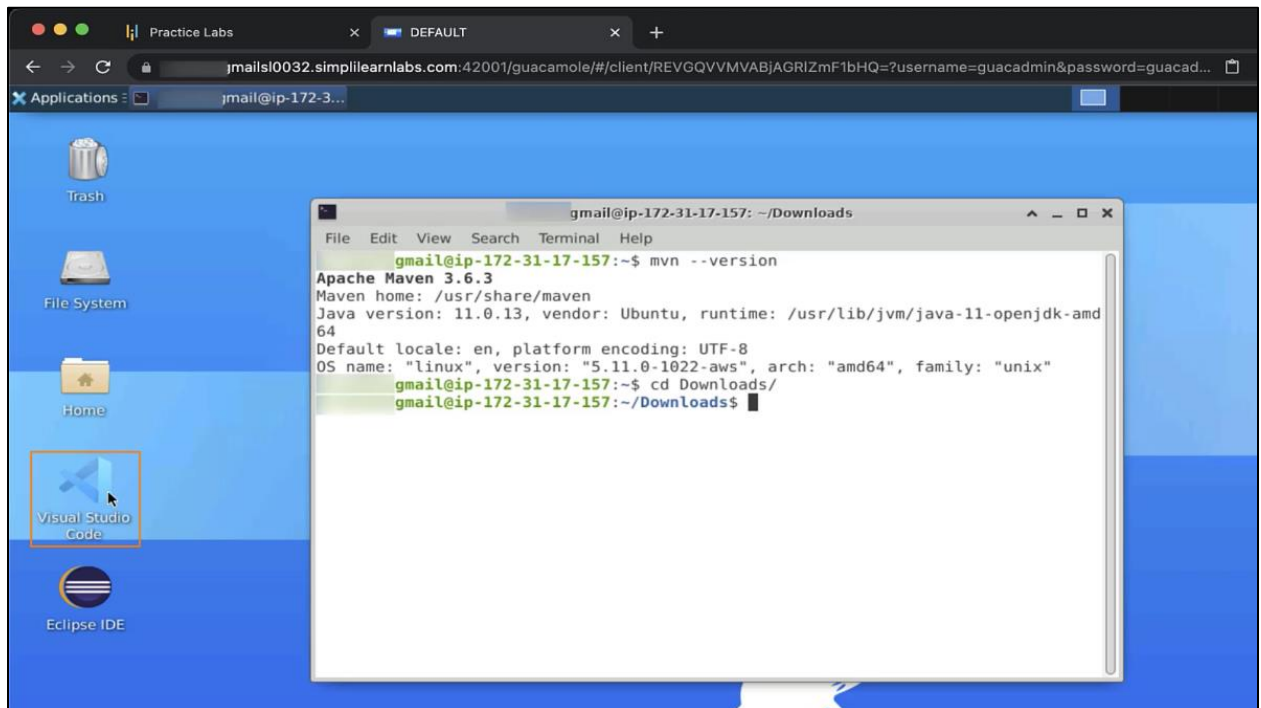 Practice Labs
DEFAULT
jmailsl0032.simplilearnlabs.com:42001/guacamole/#/client/REVGQVVMVABjAGRlZmF1bHQ=?username=guacadmin&password=guacad...
Applications
jmail@ip-172-3...
Trash
gmail@ip-172-31-17-157: ~/Downloads
File Edit View Search Terminal Help
gmail@ip-172-31-17-157:~$ mvn --version
Apache Maven 3.6.3
Maven home: /usr/share/maven
Java version: 11.0.13, vendor: Ubuntu, runtime: /usr/lib/jvm/java-11-openjdk-amd
64
Default locale: en, platform encoding: UTF-8
OS name: "linux", version: "5.11.0-1022-aws", arch: "amd64", family: "unix"
gmail@ip-172-31-17-157:~$ cd Downloads/
gmail@ip-172-31-17-157:~/Downloads$
File System
Home
Visual Studio
Code
Eclipse IDE